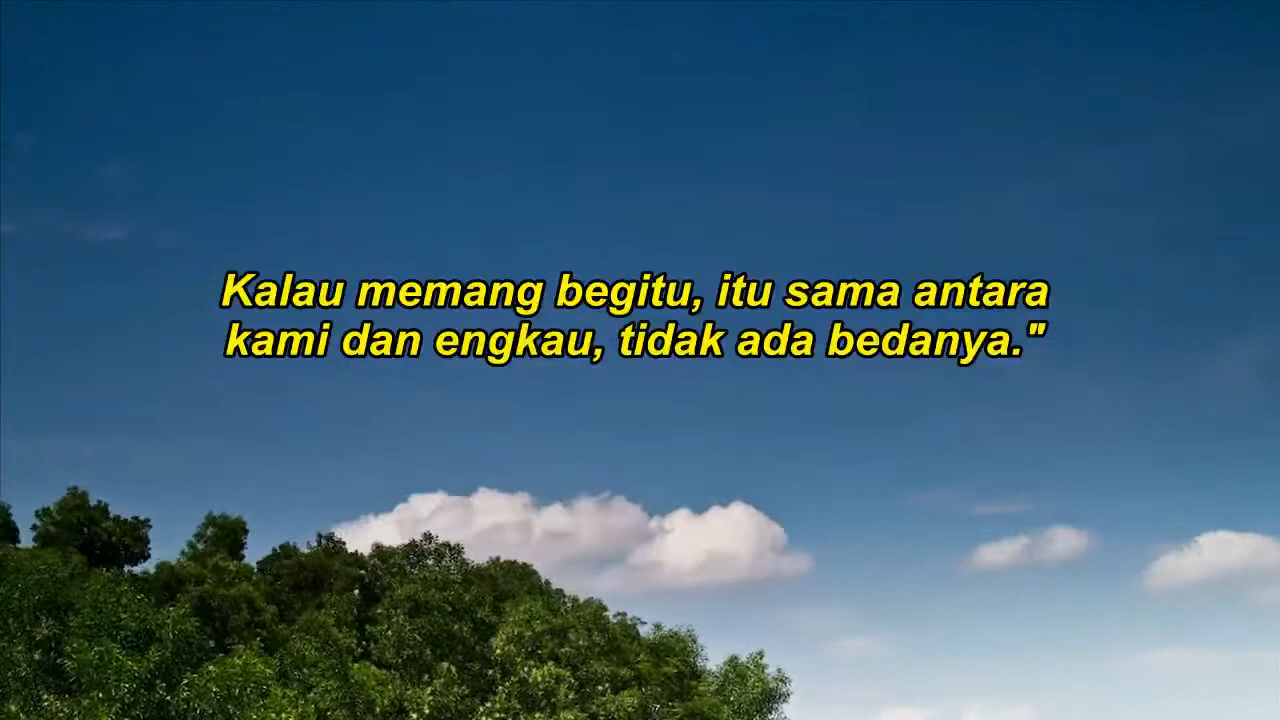 Kalau memang begitu, itu sama antara
kami dan engkau, tidak ada bedanya."